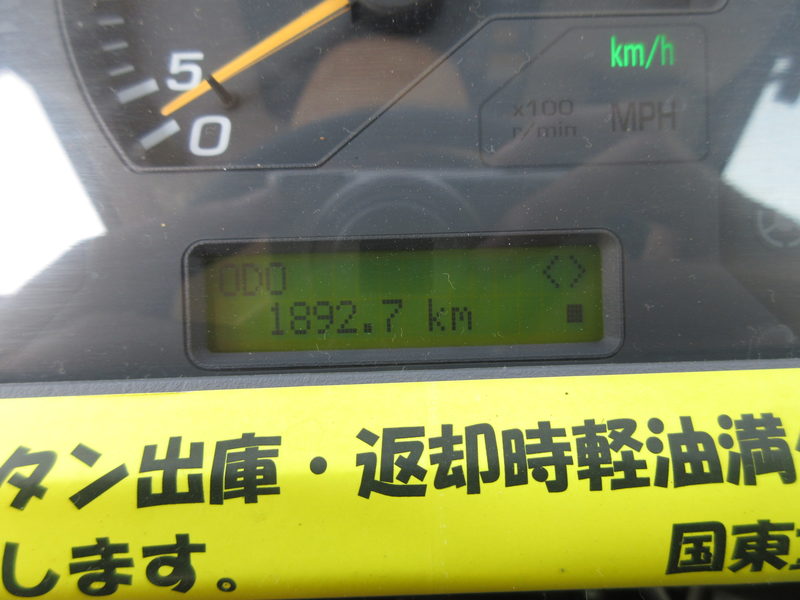 5
0
km/h
x100
r/min
MPH
ODO
1892.7 km
タン出庫・返却時軽油満
します。
国東